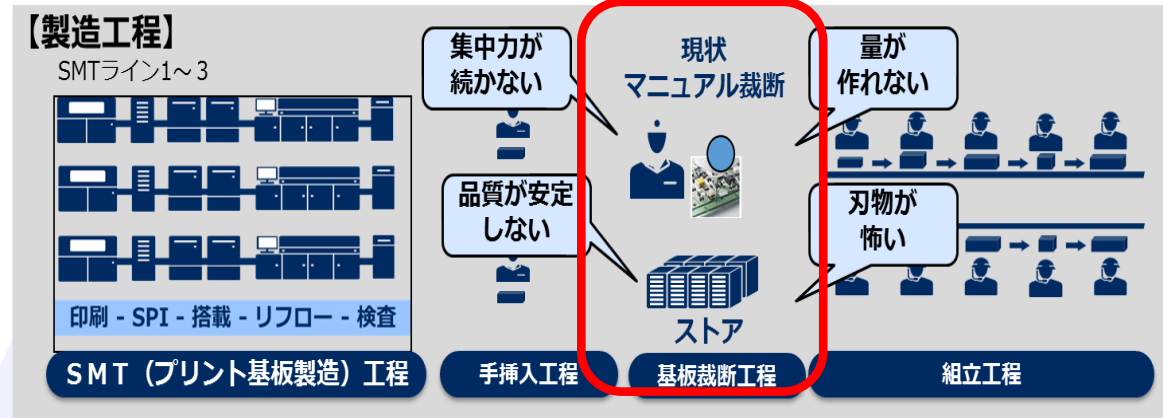 【製造工程】
SMTライン1～3
印刷 - SPI - 搭載 - リフロー - 検査
SMT（プリント基板製造）工程
集中力が
続かない
品質が安定
しない
手挿入工程
現状
マニュアル裁断
ストア
基板裁断工程
量が
作れない
刃物が
怖い
組立工程